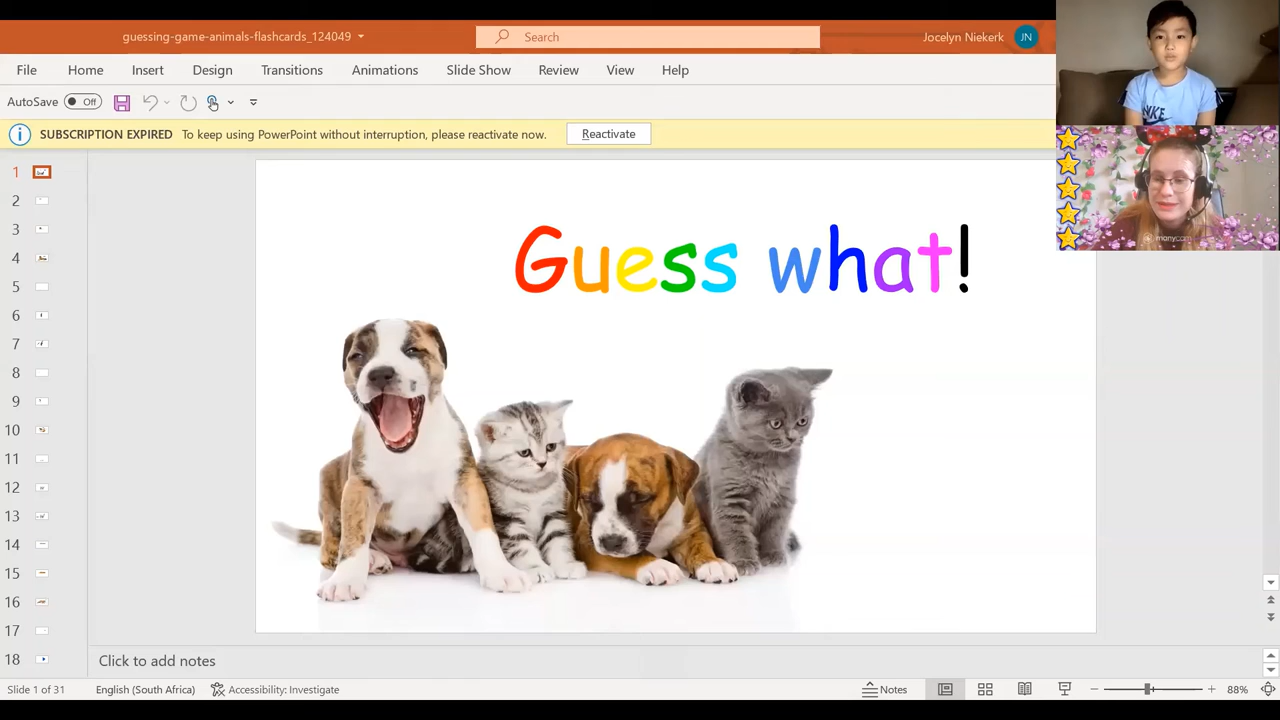 guessing-game-animals-flashcards_124049
Search
Jocelyn Niekerk
JN
File Home Insert Design Transitions Animations Slide Show Review View Help
AutoSave Off
SUBSCRIPTION EXPIRED To keep using PowerPoint without interruption, please reactivate now. Reactivate
1
2
3
4
5
6
7
8
9
10
11
12
13
14
15
16
17
18
Guess what!
NIKE
manycam
Click to add notes
Slide 1 of 31 English (South Africa) Accessibility: Investigate Notes 88%